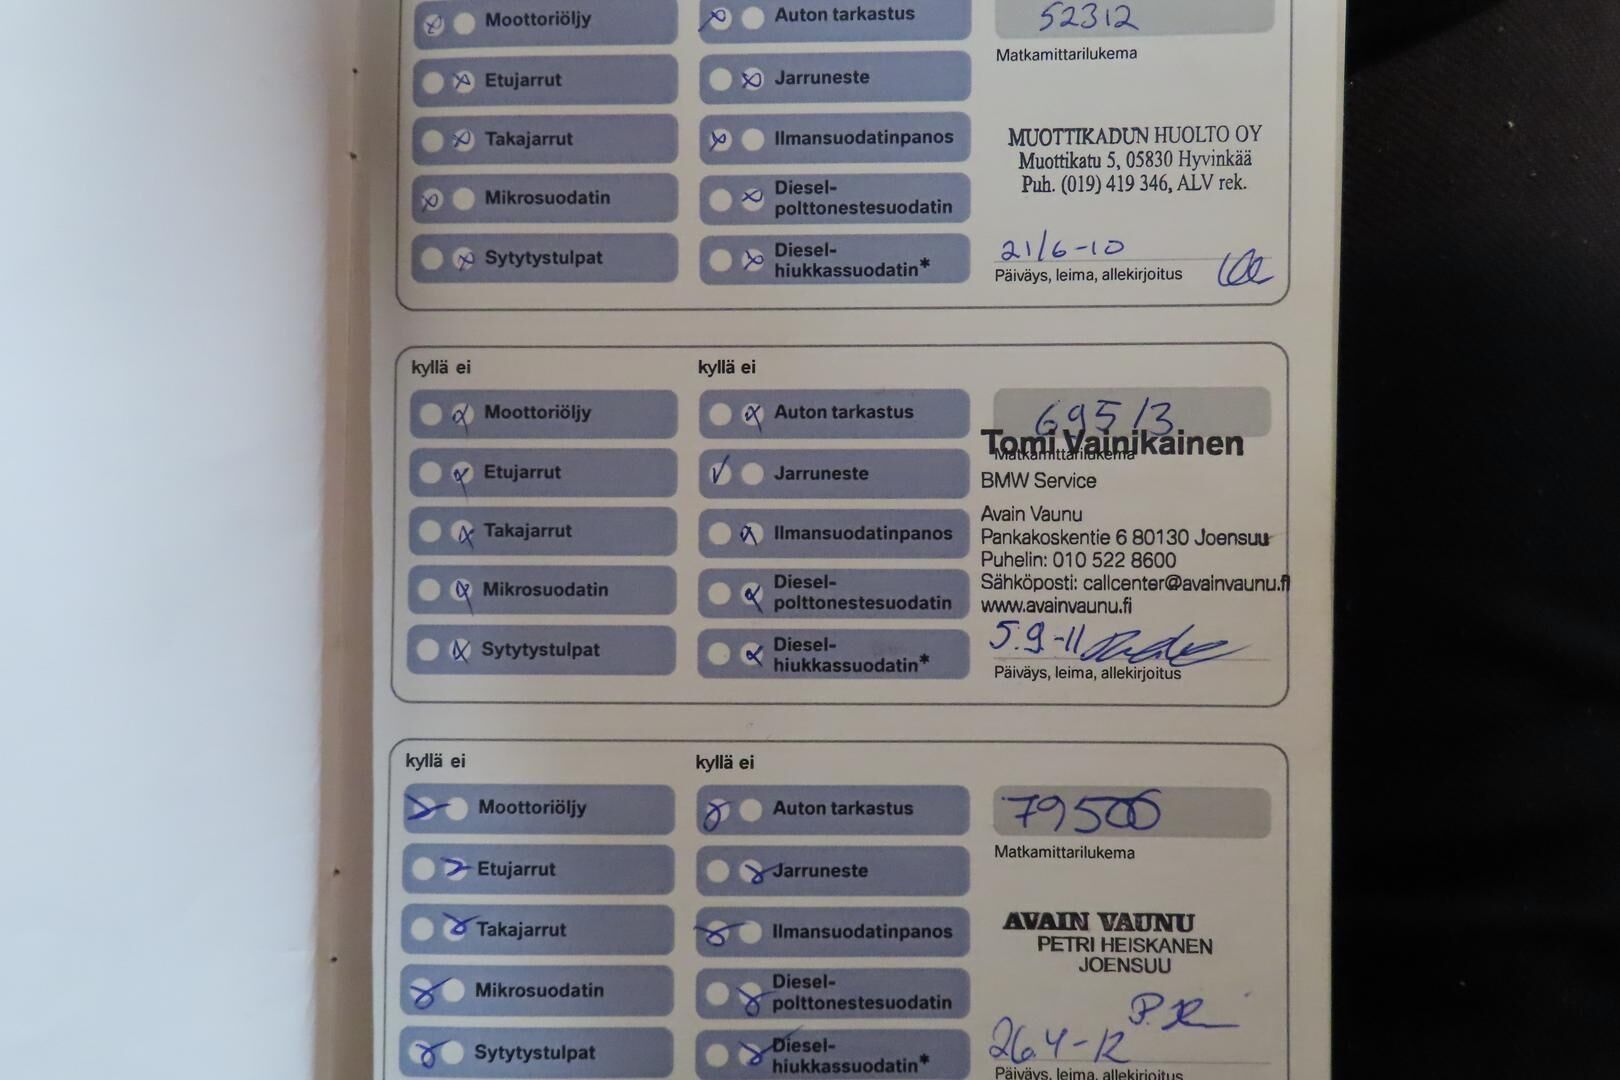 Moottoriöljy
Auton tarkastus
52312
Matkamittarilukema
Etujarrut
Jarruneste
Takajarrut
Ilmansuodatinpanos
MUOTTIKADUN HUOLTO OY
Muottikatu 5, 05830 Hyvinkää
Puh. (019) 419 346, ALV rek.
Mikrosuodatin
Diesel-
polttonestesuodatin
Sytytystulpat
Diesel-
hiukkassuodatin*
21/6-10
Päiväys, leima, allekirjoitus
kyllä ei
kyllä ei
Moottoriöljy
Auton tarkastus
69513
Matkamittarilukema
Tomi Vainikainen
BMW Service
Etujarrut
Jarruneste
Avain Vaunu
Pankakoskentie 6 80130 Joensuu
Puhelin: 010 522 8600
Sähköposti: callcenter@avainvaunu.fi
www.avainvaunu.fi
Takajarrut
Ilmansuodatinpanos
Mikrosuodatin
Diesel-
polttonestesuodatin
Sytytystulpat
Diesel-
hiukkassuodatin*
5.9-11
Päiväys, leima, allekirjoitus
kyllä ei
kyllä ei
Moottoriöljy
Auton tarkastus
79500
Matkamittarilukema
Etujarrut
Jarruneste
Takajarrut
Ilmansuodatinpanos
AVAIN VAUNU
PETRI HEISKANEN
JOENSUU
Mikrosuodatin
Diesel-
polttonestesuodatin
Sytytystulpat
Diesel-
hiukkassuodatin*
26.4-12
Päiväys, leima, allekirjoitus